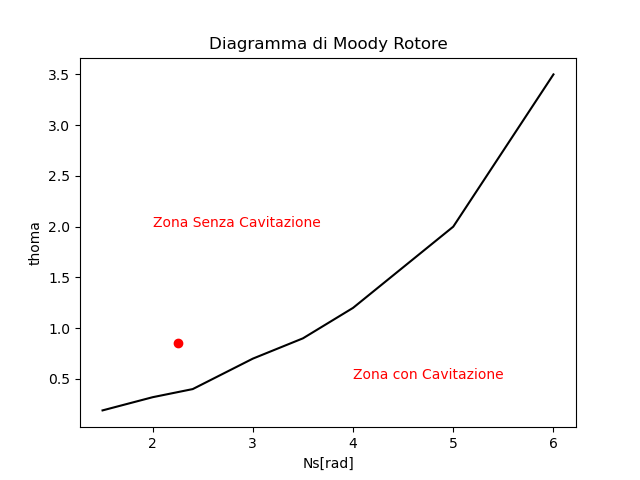 Diagramma di Moody Rotore
3.5
3.0
2.5
2.0
1.5
1.0
0.5
thoma
Zona Senza Cavitazione
Zona con Cavitazione
2 3 4 5 6
Ns[rad]